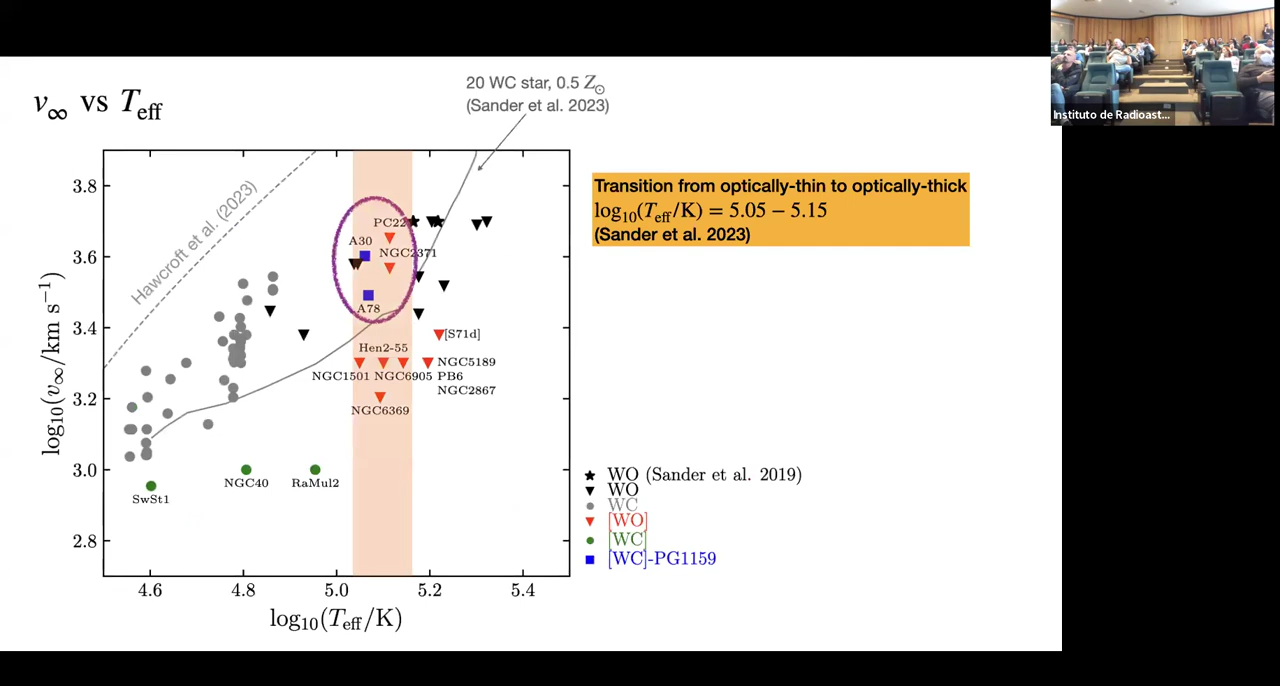 v∞ vs Teff
20 WC star, 0.5 Z⊙
(Sander et al. 2023)
Instituto de Radioast...
Hawcroft et al. (2023)
Transition from optically-thin to optically-thick
log10(Teff/K) = 5.05 − 5.15
(Sander et al. 2023)
log10(v∞/km s−1)
3.8
3.6
3.4
3.2
3.0
2.8
PC22
A30
NGC2371
A78
[S71d]
Hen2-55
NGC5189
NGC1501 NGC6905 PB6
NGC2867
NGC6369
SwSt1
NGC40
RaMul2
WO (Sander et al. 2019)
WO
WC
[WO]
[WC]
[WC]-PG1159
4.6 4.8 5.0 5.2 5.4
log10(Teff/K)